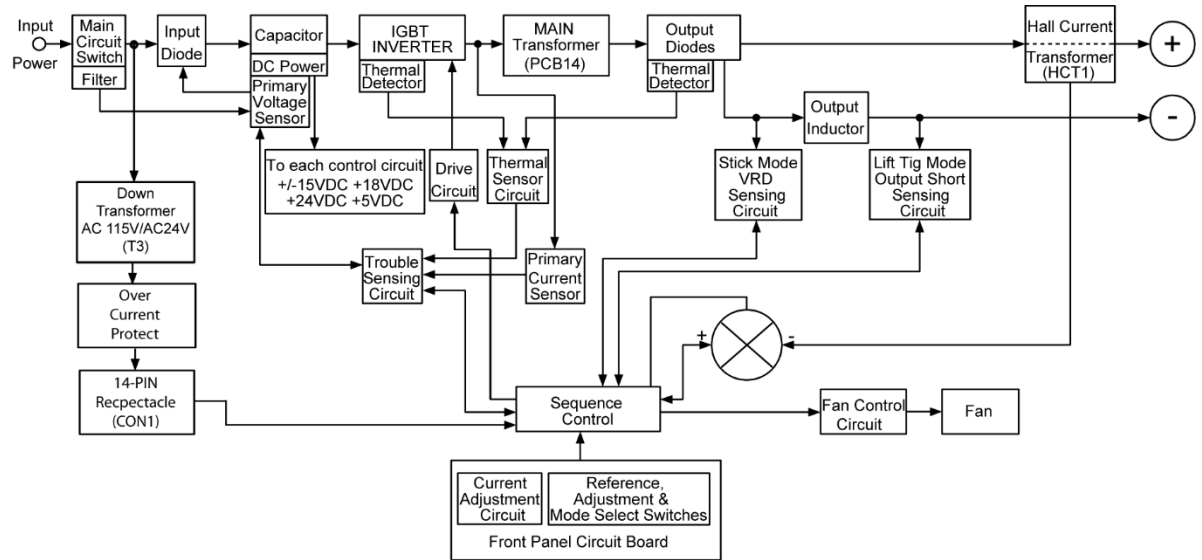 Input
Power
Main
Circuit
Switch
Filter
Input
Diode
Capacitor
DC Power
Primary
Voltage
Sensor
IGBT
INVERTER
Thermal
Detector
MAIN
Transformer
(PCB14)
Output
Diodes
Thermal
Detector
Hall Current
Transformer
(HCT1)
+
-
To each control circuit
+/-15VDC +18VDC
+24VDC +5VDC
Drive
Circuit
Thermal
Sensor
Circuit
Output
Inductor
Stick Mode
VRD
Sensing
Circuit
Lift Tig Mode
Output Short
Sensing
Circuit
Down
Transformer
AC 115V/AC24V
(T3)
Trouble
Sensing
Circuit
Primary
Current
Sensor
Over
Current
Protect
+
-
14-PIN
Recpectacle
(CON1)
Sequence
Control
Fan Control
Circuit
Fan
Current
Adjustment
Circuit
Reference,
Adjustment &
Mode Select Switches
Front Panel Circuit Board